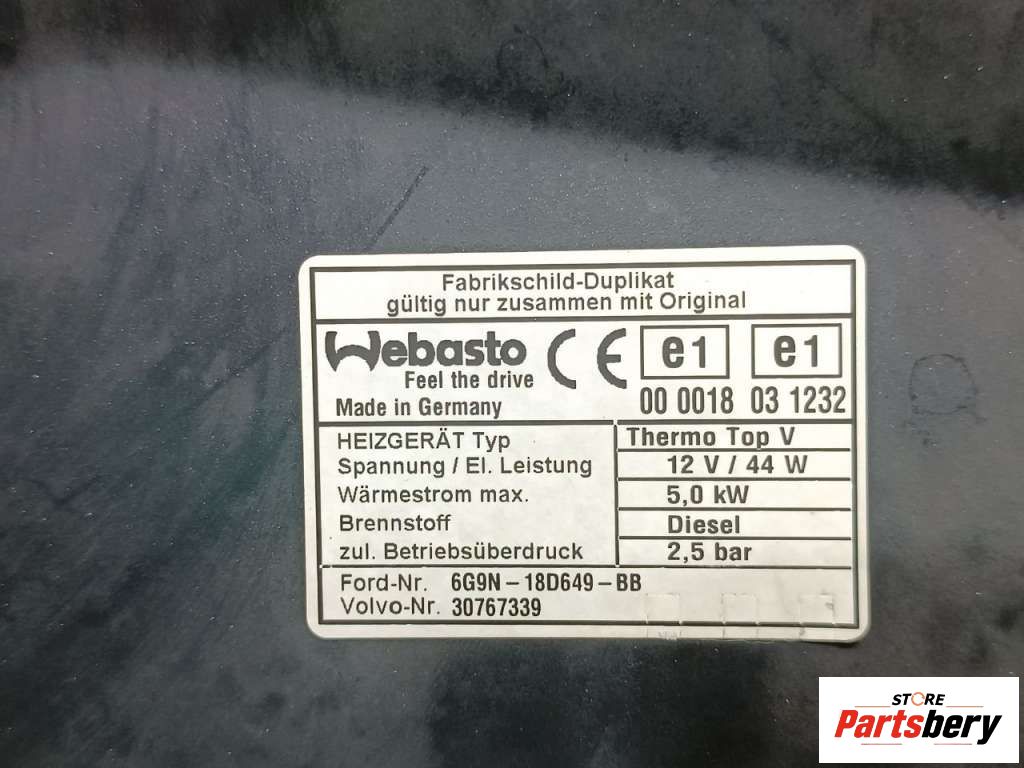 Fabrikschild-Duplikat
gültig nur zusammen mit Original
Webasto CE e1 e1
Feel the drive
Made in Germany 00 0018 03 1232
HEIZGERÄT Typ Thermo Top V
Spannung / El. Leistung 12 V / 44 W
Wärmestrom max. 5,0 kW
Brennstoff Diesel
zul. Betriebsüberdruck 2,5 bar
Ford-Nr. 6G9N-18D649-BB
Volvo-Nr. 30767339
STORE
Partsbery